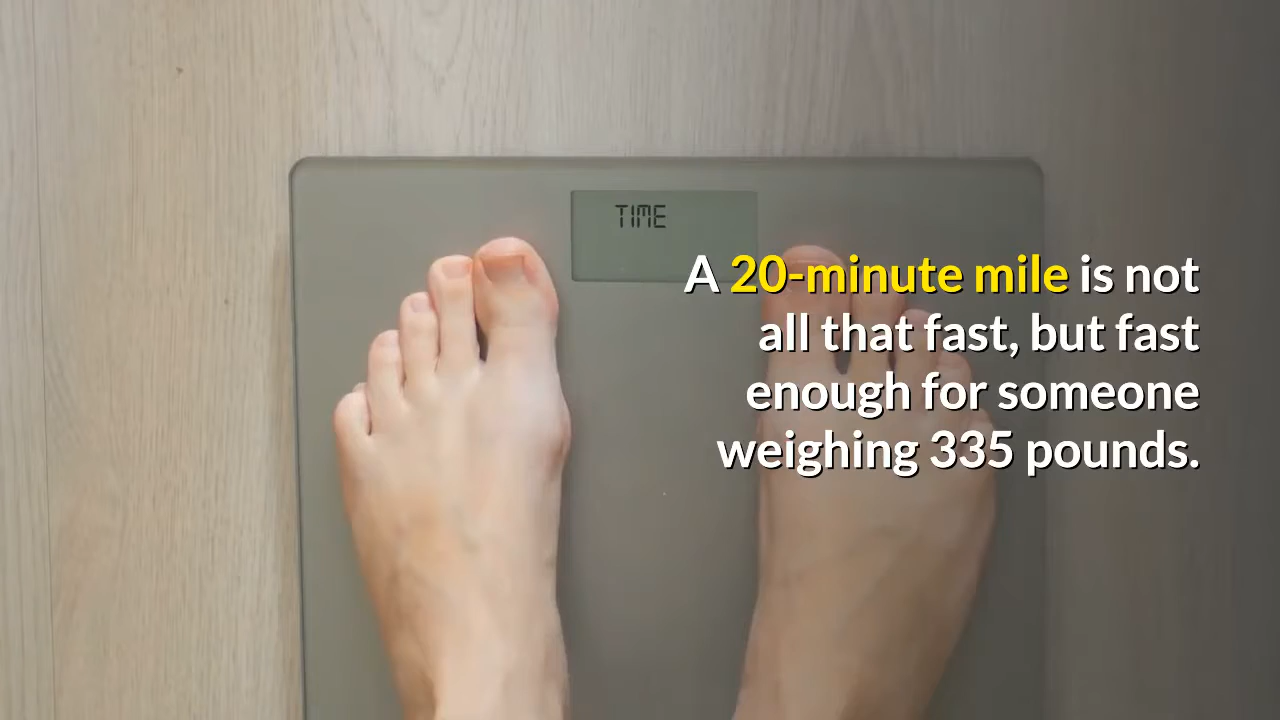 TIME
A 20-minute mile is not
all that fast, but fast
enough for someone
weighing 335 pounds.